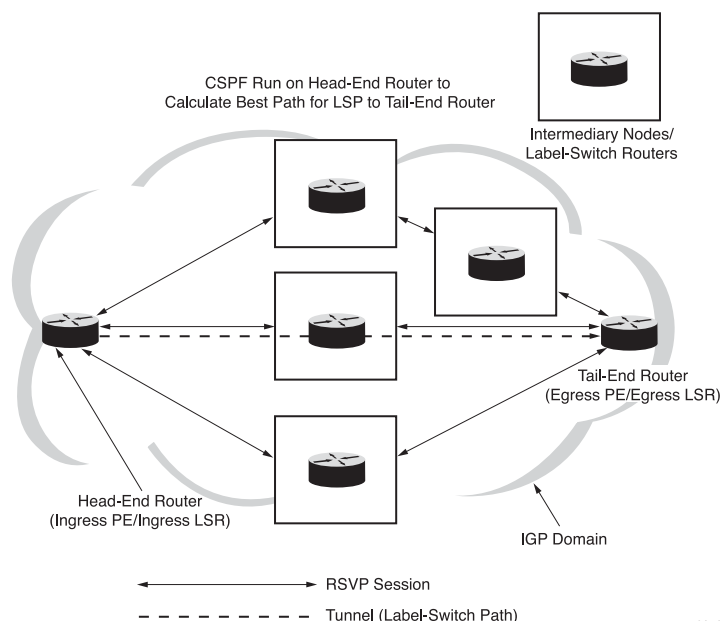 CSPF Run on Head-End Router to
Calculate Best Path for LSP to Tail-End Router
Intermediary Nodes/
Label-Switch Routers
Tail-End Router
(Egress PE/Egress LSR)
Head-End Router
(Ingress PE/Ingress LSR)
IGP Domain
RSVP Session
Tunnel (Label-Switch Path)